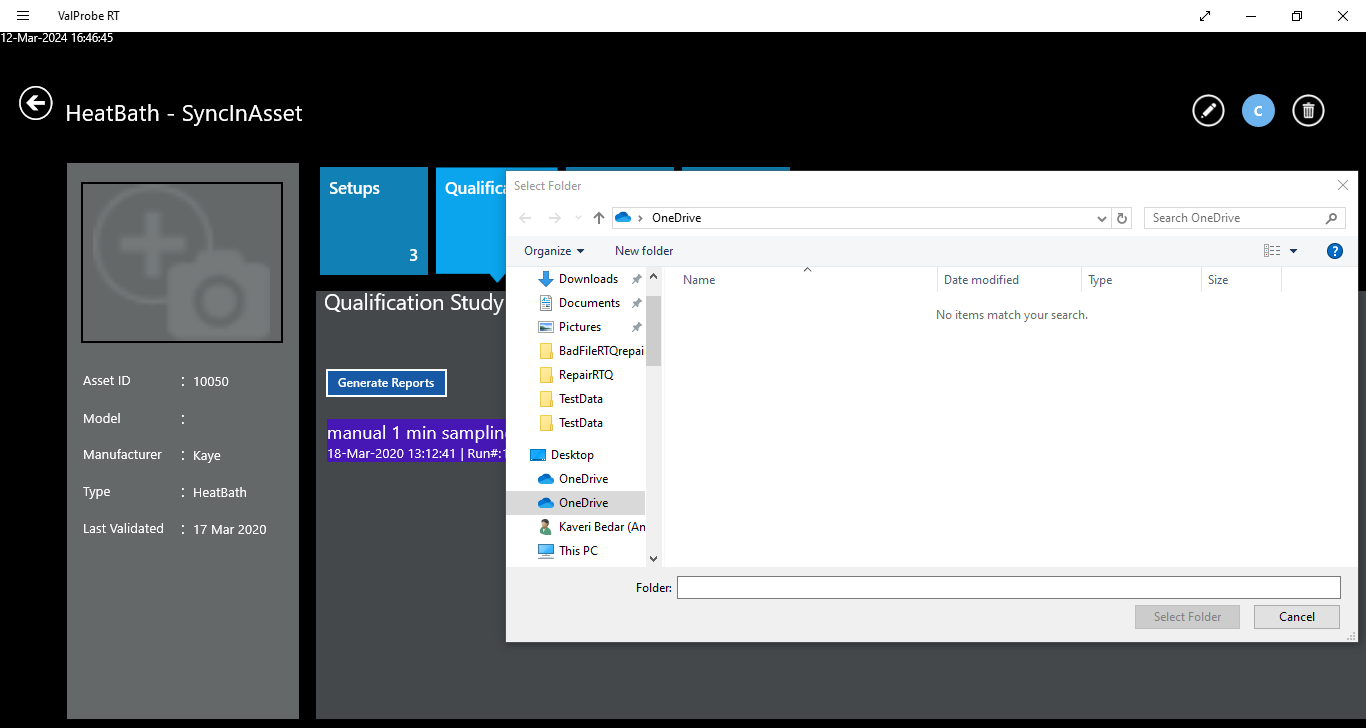 ValProbe RT
12-Mar-2024 16:46:45
HeatBath - SyncInAsset
C
Setups
3
Qualifica
Qualification Study
Generate Reports
manual 1 min samplin
18-Mar-2020 13:12:41 | Run#:1
Asset ID : 10050
Model :
Manufacturer : Kaye
Type : HeatBath
Last Validated : 17 Mar 2020
Select Folder
OneDrive
Search OneDrive
Organize
New folder
?
Downloads
Documents
Pictures
BadFileRTQrepai
RepairRTQ
TestData
TestData
Desktop
OneDrive
OneDrive
Kaveri Bedar (An
This PC
Name Date modified Type Size
No items match your search.
Folder:
Select Folder
Cancel